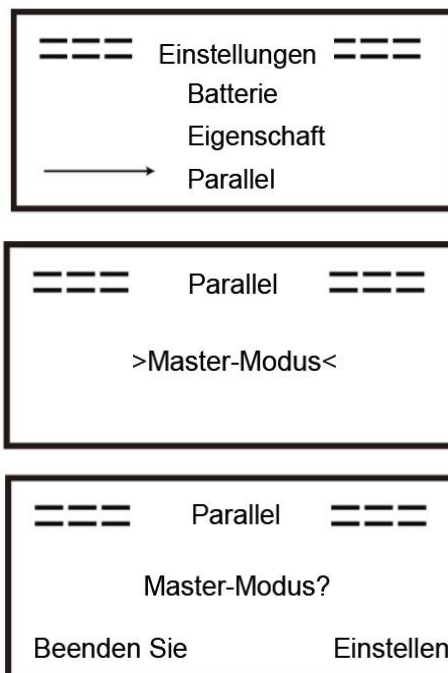 Einstellungen
Batterie
Eigenschaft
Parallel
Parallel
>Master-Modus<
Parallel
Master-Modus?
Beenden Sie Einstellen